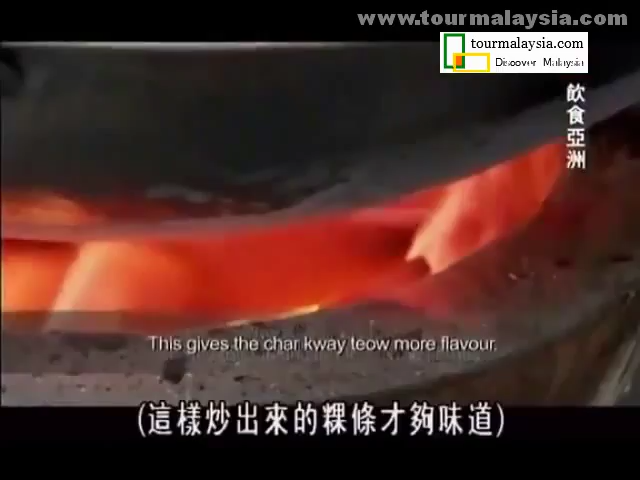 www.tourmalaysia.com
tourmalaysia.com
Discover Malaysia
飲食亞洲
This gives the char kway teow more flavour.
(這樣炒出來的粿條才夠味道)